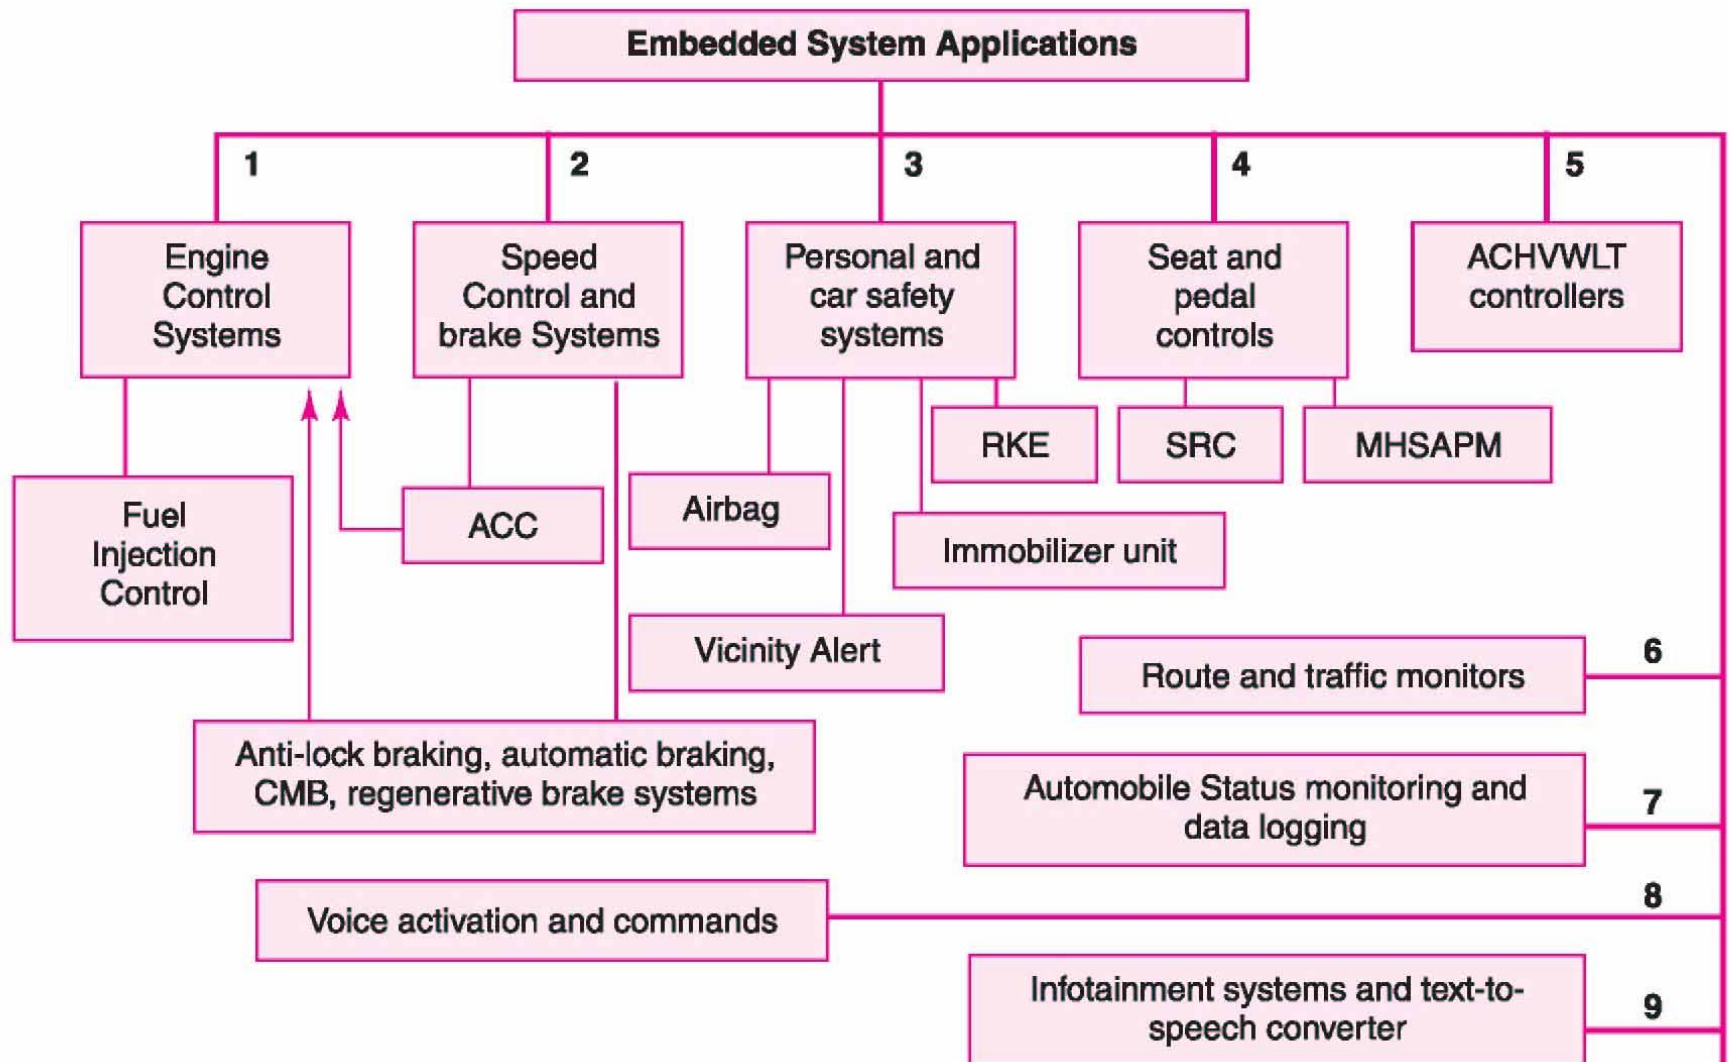 Embedded System Applications
1
2
3
4
5
Engine
Control
Systems
Speed
Control and
brake Systems
Personal and
car safety
systems
Seat and
pedal
controls
ACHVWLT
controllers
RKE
SRC
MHSAPM
Fuel
Injection
Control
ACC
Airbag
Immobilizer unit
Vicinity Alert
6
Route and traffic monitors
Anti-lock braking, automatic braking,
CMB, regenerative brake systems
7
Automobile Status monitoring and
data logging
8
Voice activation and commands
9
Infotainment systems and text-to-
speech converter